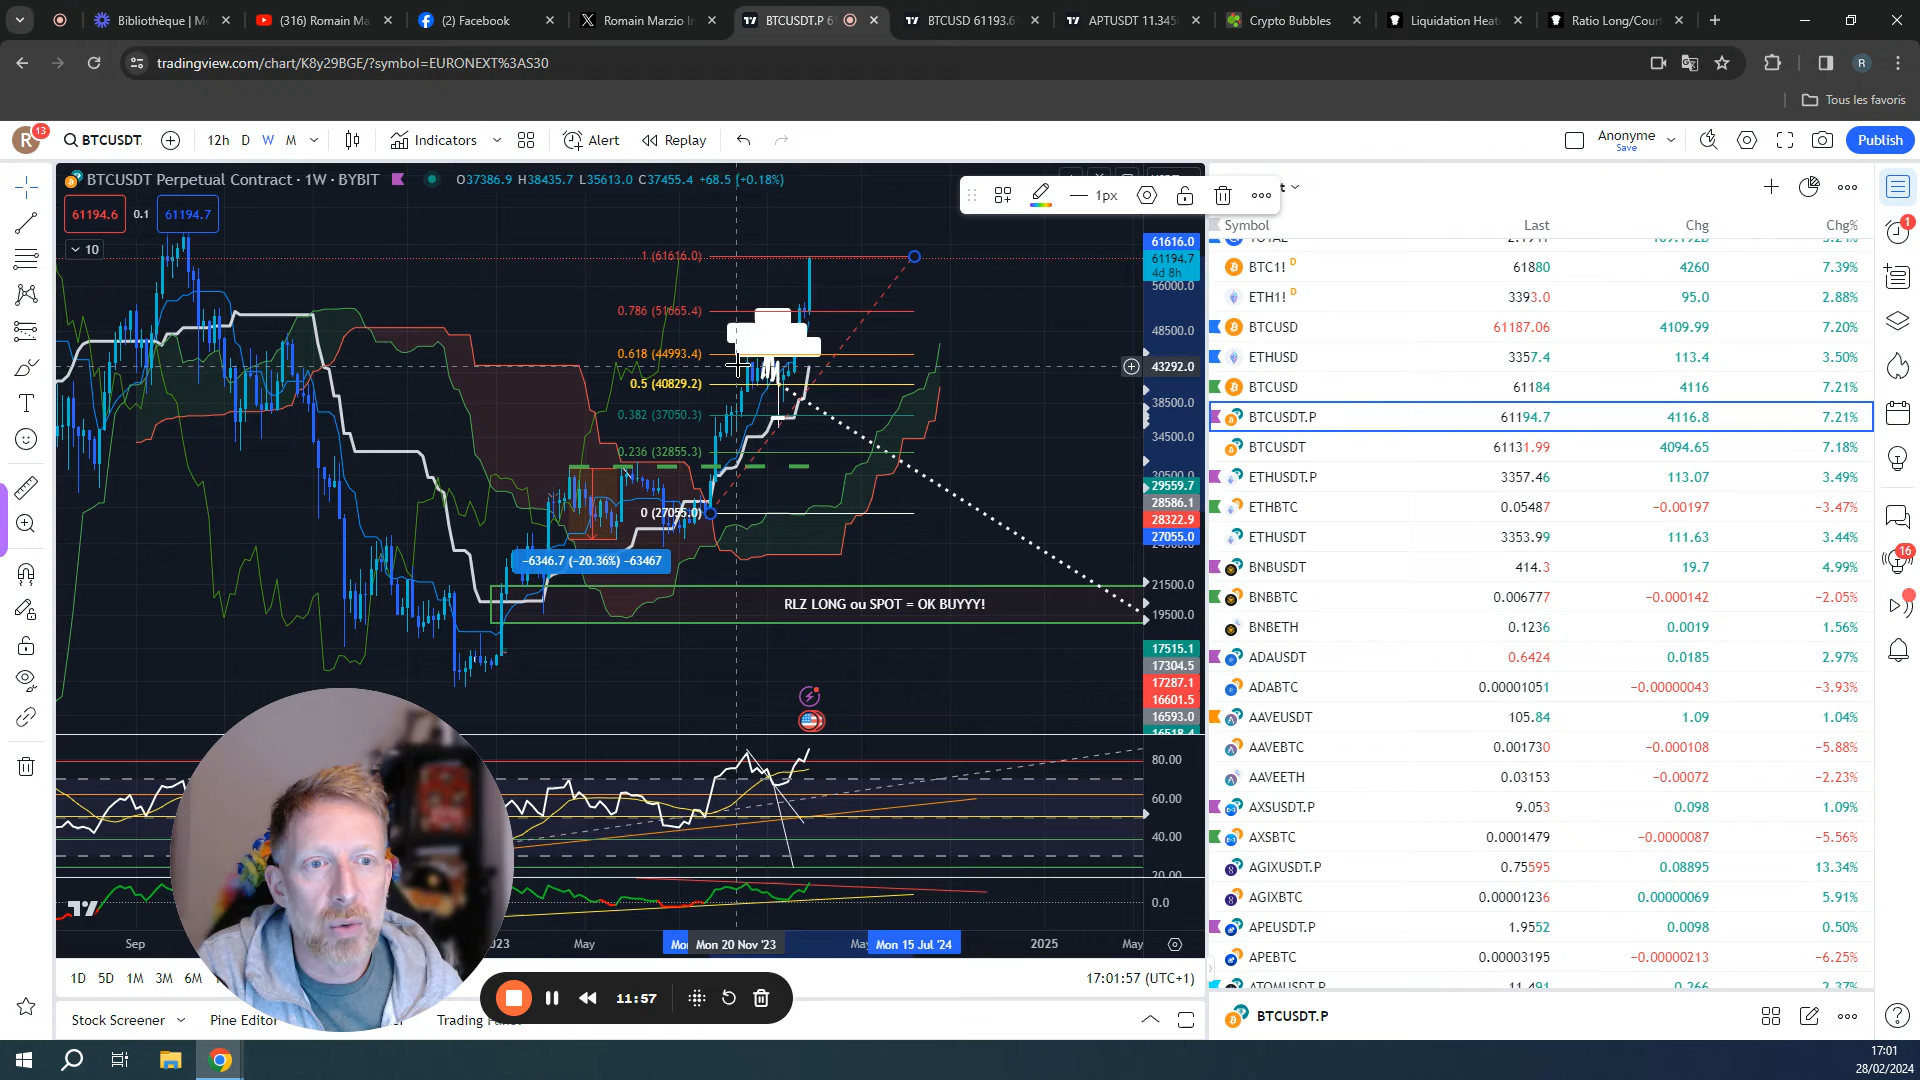 Bibliothèque | M
(316) Romain Ma
(2) Facebook
Romain Marzio
BTCUSDT.P
BTCUSD 61193.6
APTUSDT 11.345
Crypto Bubbles
Liquidation Heat
Ratio Long/Cour
tradingview.com/chart/K8y29BGE/?symbol=EURONEXT%3AS30
R
Tous les favoris
R 13 BTCUSDT. 12h D W M Indicators Alert Replay
Anonyme
Save
Publish
BTCUSDT Perpetual Contract · 1W · BYBIT O37386.9 H38435.7 L35613.0 C37455.4 +68.5 (+0.18%)
61194.6 0.1 61194.7
10
1px
1 (61616.0)
0.786 (51665.4)
0.618 (44993.4)
0.5 (40829.2)
0.382 (37050.3)
0.236 (32855.3)
0 (27055.0)
−6346.7 (−20.36%) −63467
RLZ LONG ou SPOT = OK BUYYY!
61616.0
61194.7
4d 8h
56000.0
48500.0
43292.0
38500.0
34500.0
30500.0
29559.7
28586.1
28322.9
27055.0
21500.0
19500.0
17515.1
17304.5
17287.1
16601.5
16593.0
16518.4
80.00
60.00
40.00
20.00
0.0
Sep 2023 May Mon 20 Nov '23 Mon 15 Jul '24 2025 May
1D 5D 1M 3M 6M
17:01:57 (UTC+1)
11:57
Stock Screener Pine Editor Trading Panel
Symbol Last Chg Chg%
BTC1! D 61880 4260 7.39%
ETH1! D 3393.0 95.0 2.88%
BTCUSD 61187.06 4109.99 7.20%
ETHUSD 3357.4 113.4 3.50%
BTCUSD 61184 4116 7.21%
BTCUSDT.P 61194.7 4116.8 7.21%
BTCUSDT 61131.99 4094.65 7.18%
ETHUSDT.P 3357.46 113.07 3.49%
ETHBTC 0.05487 −0.00197 −3.47%
ETHUSDT 3353.99 111.63 3.44%
BNBUSDT 414.3 19.7 4.99%
BNBBTC 0.006777 −0.000142 −2.05%
BNBETH 0.1236 0.0019 1.56%
ADAUSDT 0.6424 0.0185 2.97%
ADABTC 0.00001051 −0.00000043 −3.93%
AAVEUSDT 105.84 1.09 1.04%
AAVEBTC 0.001730 −0.000108 −5.88%
AAVEETH 0.03153 −0.00072 −2.23%
AXSUSDT.P 9.053 0.098 1.09%
AXSBTC 0.0001479 −0.0000087 −5.56%
AGIXUSDT.P 0.75595 0.08895 13.34%
AGIXBTC 0.00001236 0.00000069 5.91%
APEUSDT.P 1.9552 0.0098 0.50%
APEBTC 0.00003195 −0.00000213 −6.25%
ATOMUSDT.P 11.491 0.266 2.37%
BTCUSDT.P
1
16
17:01
28/02/2024